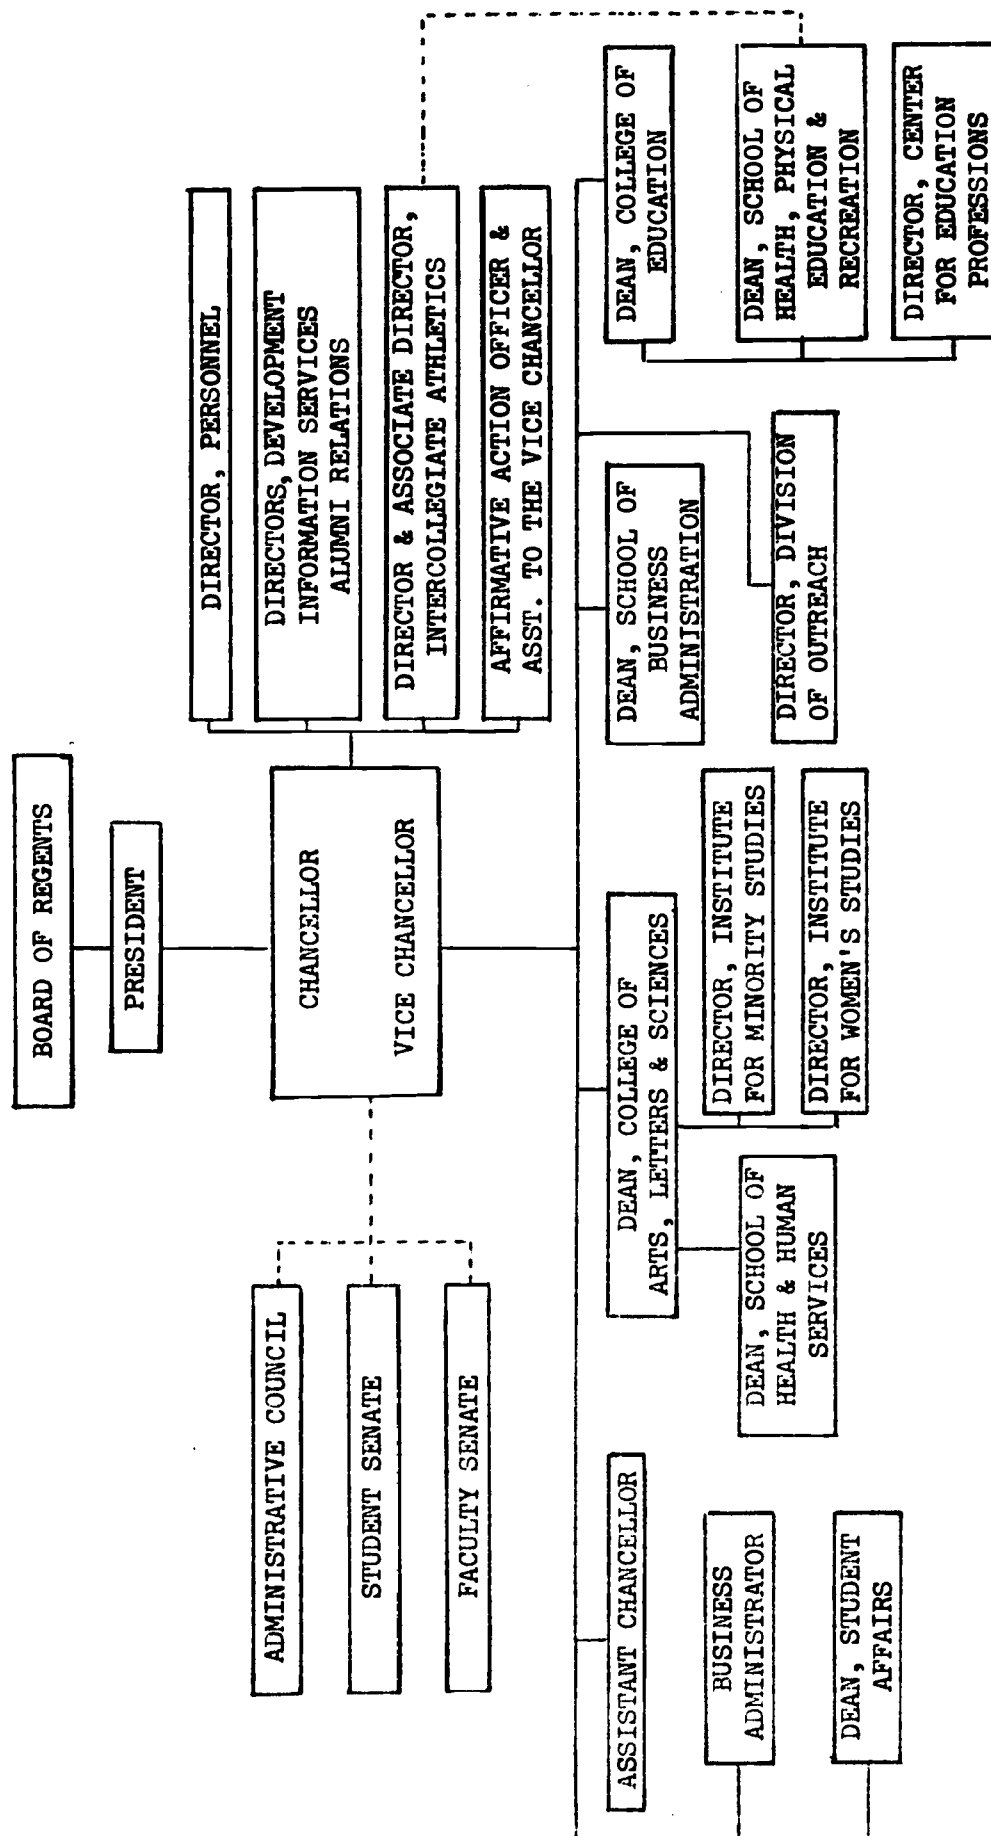 BOARD OF REGENTS
PRESIDENT
CHANCELLOR
VICE CHANCELLOR
ADMINISTRATIVE COUNCIL
STUDENT SENATE
FACULTY SENATE
DIRECTOR, PERSONNEL
DIRECTORS, DEVELOPMENT
INFORMATION SERVICES
ALUMNI RELATIONS
DIRECTOR & ASSOCIATE DIRECTOR,
INTERCOLLEGIATE ATHLETICS
AFFIRMATIVE ACTION OFFICER &
ASST. TO THE VICE CHANCELLOR
ASSISTANT CHANCELLOR
BUSINESS
ADMINISTRATOR
DEAN, STUDENT
AFFAIRS
DEAN, COLLEGE OF
ARTS, LETTERS & SCIENCES
DEAN, SCHOOL OF
HEALTH & HUMAN
SERVICES
DIRECTOR, INSTITUTE
FOR MINORITY STUDIES
DIRECTOR, INSTITUTE
FOR WOMEN'S STUDIES
DEAN, SCHOOL OF
BUSINESS
ADMINISTRATION
DIRECTOR, DIVISION
OF OUTREACH
DEAN, COLLEGE OF
EDUCATION
DEAN, SCHOOL OF
HEALTH, PHYSICAL
EDUCATION &
RECREATION
DIRECTOR, CENTER
FOR EDUCATION
PROFESSIONS